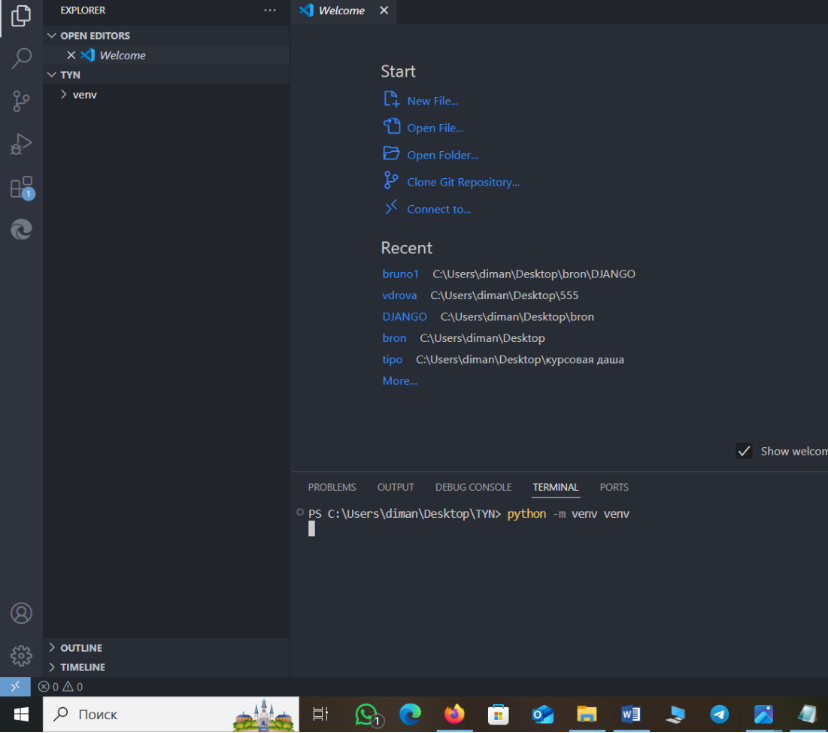 EXPLORER
Welcome
OPEN EDITORS
Welcome
TYN
venv
Start
New File...
Open File...
Open Folder...
Clone Git Repository...
Connect to...
Recent
bruno1 C:\Users\diman\Desktop\bron\DJANGO
vdrova C:\Users\diman\Desktop\555
DJANGO C:\Users\diman\Desktop\bron
bron C:\Users\diman\Desktop
tipo C:\Users\diman\Desktop\курсовая даша
More...
Show welcom
PROBLEMS OUTPUT DEBUG CONSOLE TERMINAL PORTS
PS C:\Users\diman\Desktop\TYN> python -m venv venv
1
OUTLINE
TIMELINE
0 0
Поиск
1